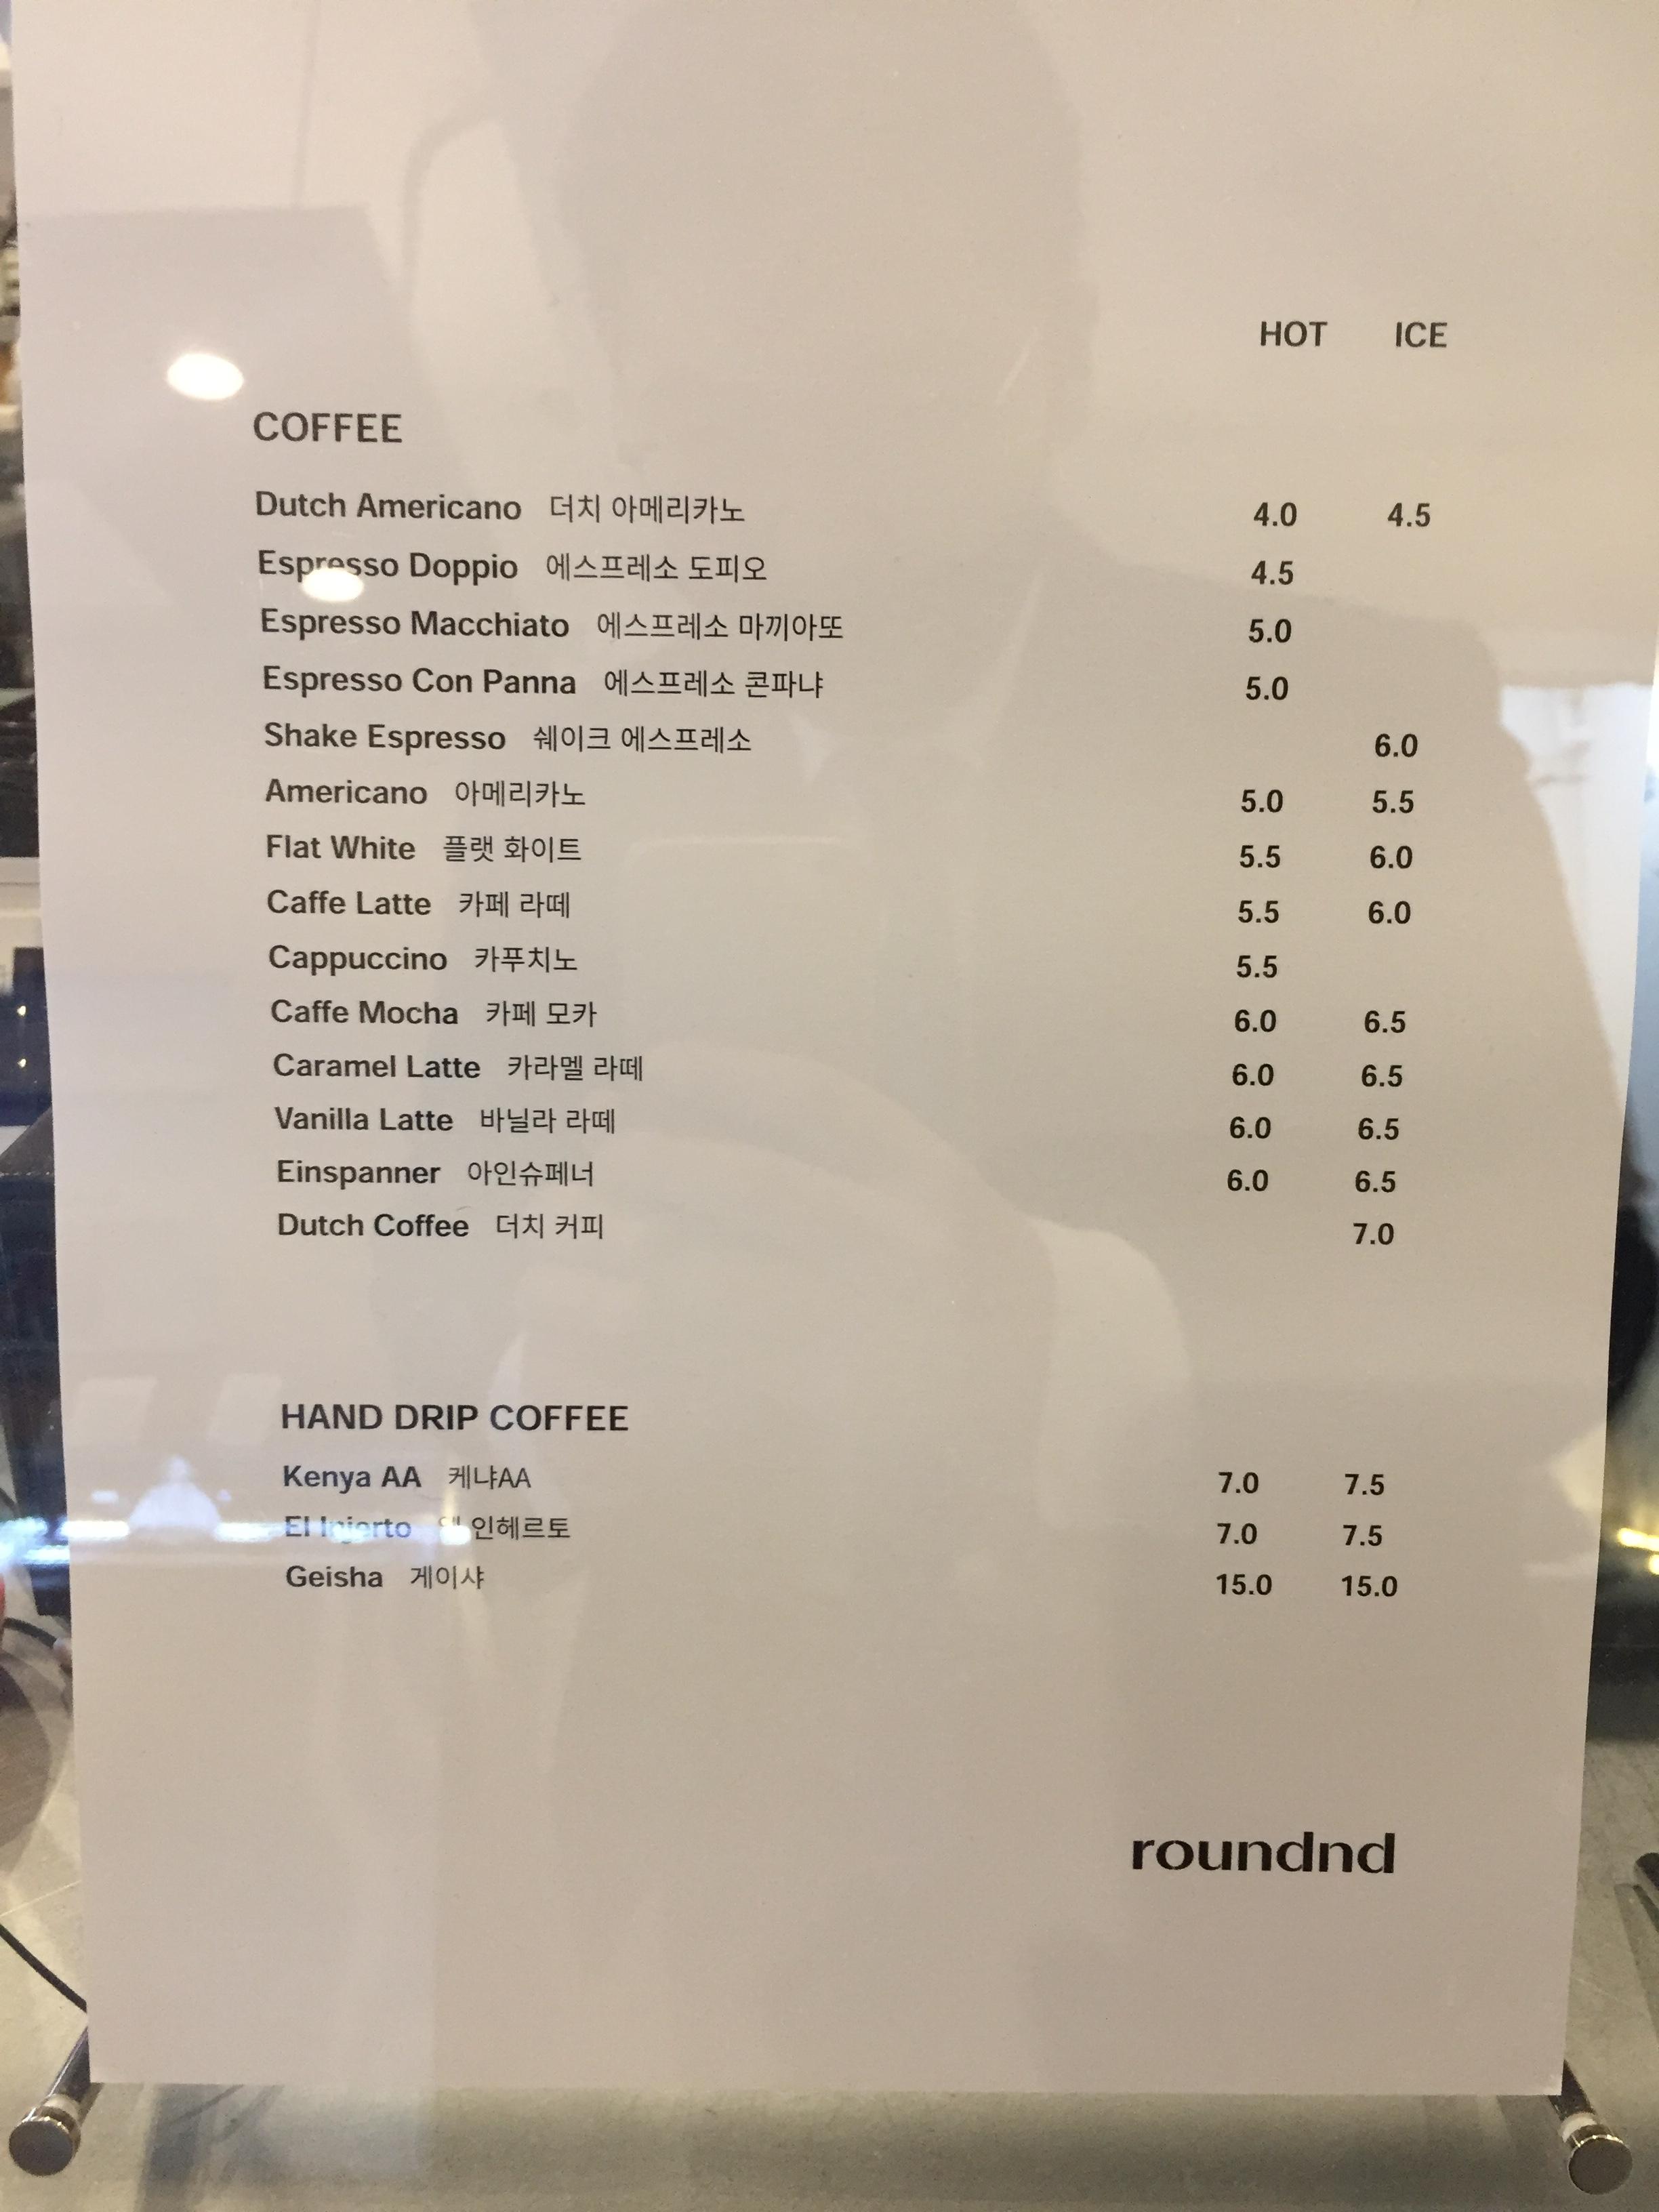 HOT ICE
COFFEE
Dutch Americano 더치 아메리카노 4.0 4.5
Espresso Doppio 에스프레소 도피오 4.5
Espresso Macchiato 에스프레소 마끼아또 5.0
Espresso Con Panna 에스프레소 콘파냐 5.0
Shake Espresso 쉐이크 에스프레소 6.0
Americano 아메리카노 5.0 5.5
Flat White 플랫 화이트 5.5 6.0
Caffe Latte 카페 라떼 5.5 6.0
Cappuccino 카푸치노 5.5
Caffe Mocha 카페 모카 6.0 6.5
Caramel Latte 카라멜 라떼 6.0 6.5
Vanilla Latte 바닐라 라떼 6.0 6.5
Einspanner 아인슈페너 6.0 6.5
Dutch Coffee 더치 커피 7.0
HAND DRIP COFFEE
Kenya AA 케냐AA 7.0 7.5
El Injerto 인헤르토 7.0 7.5
Geisha 게이샤 15.0 15.0
roundnd